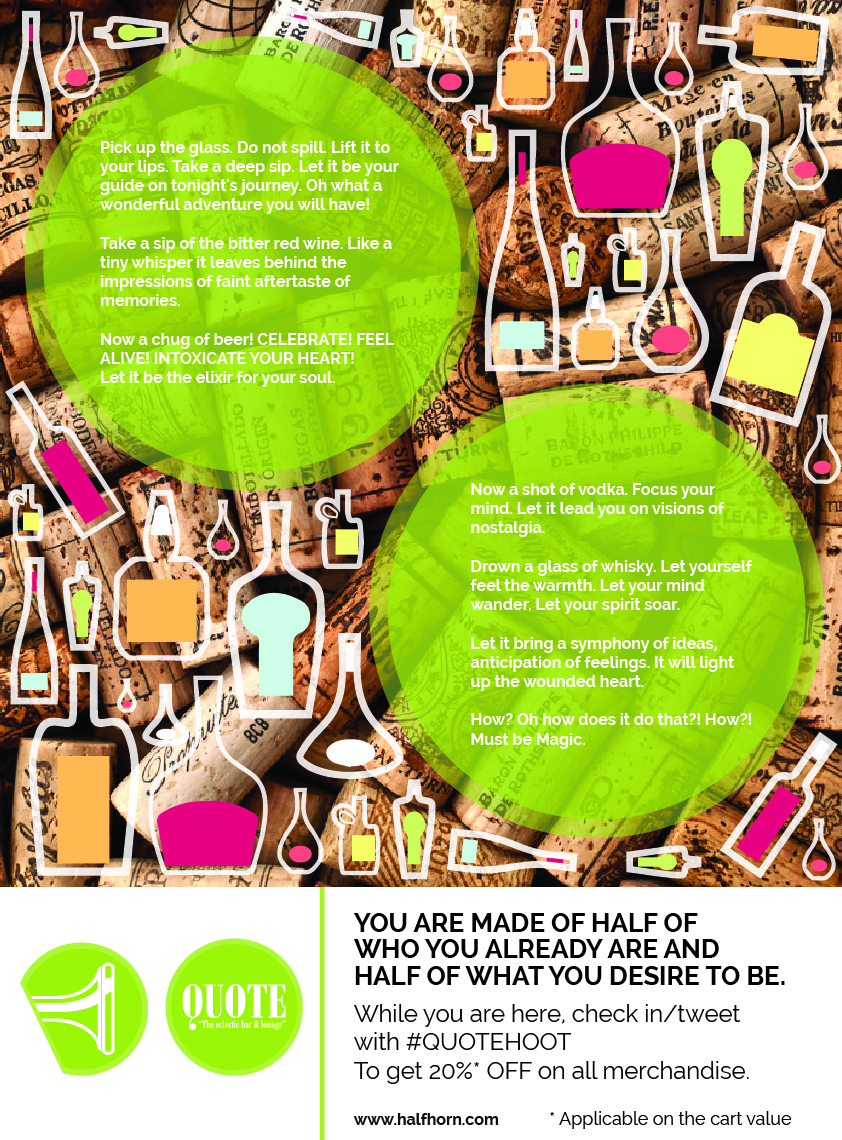 Pick up the glass. Do not spill. Lift it to
your lips. Take a deep sip. Let it be your
guide on tonight's journey. Oh what a
wonderful adventure you will have!
Take a sip of the bitter red wine. Like a
tiny whisper it leaves behind the
impressions of faint aftertaste of
memories.
Now a chug of beer! CELEBRATE! FEEL
ALIVE! INTOXICATE YOUR HEART!
Let it be the elixir for your soul.
Now a shot of vodka. Focus your
mind. Let it lead you on visions of
nostalgia.
Drown a glass of whisky. Let yourself
feel the warmth. Let your mind
wander. Let your spirit soar.
Let it bring a symphony of ideas,
anticipation of feelings. It will light
up the wounded heart.
How? Oh how does it do that?! How?!
Must be Magic.
BARON PHILIPPE
DE ROTHSCHILD
QUOTE
"The eclectic bar & lounge"
YOU ARE MADE OF HALF OF
WHO YOU ALREADY ARE AND
HALF OF WHAT YOU DESIRE TO BE.
While you are here, check in/tweet
with #QUOTEHOOT
To get 20%* OFF on all merchandise.
www.halfhorn.com
* Applicable on the cart value